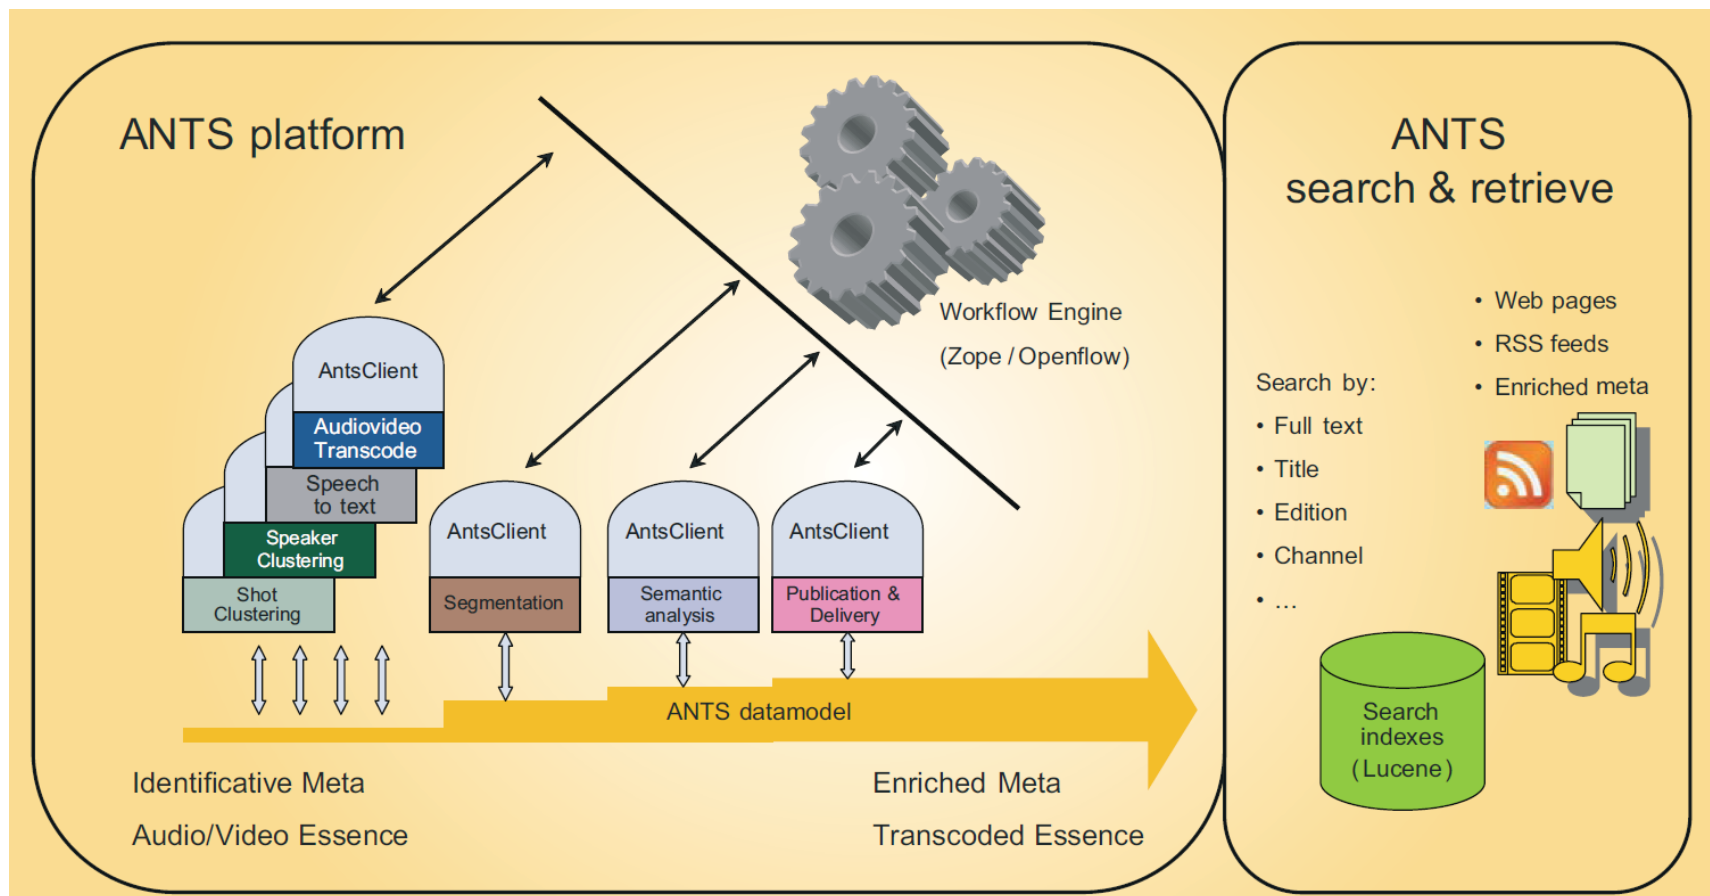 ANTS platform
Workflow Engine
(Zope / Openflow)
AntsClient
Audiovideo
Transcode
Speech
to text
Speaker
Clustering
Shot
Clustering
AntsClient
Segmentation
AntsClient
Semantic
analysis
AntsClient
Publication &
Delivery
ANTS datamodel
Identificative Meta
Audio/Video Essence
Enriched Meta
Transcoded Essence
ANTS
search & retrieve
• Web pages
• RSS feeds
• Enriched meta
Search by:
• Full text
• Title
• Edition
• Channel
• ...
Search
indexes
(Lucene)